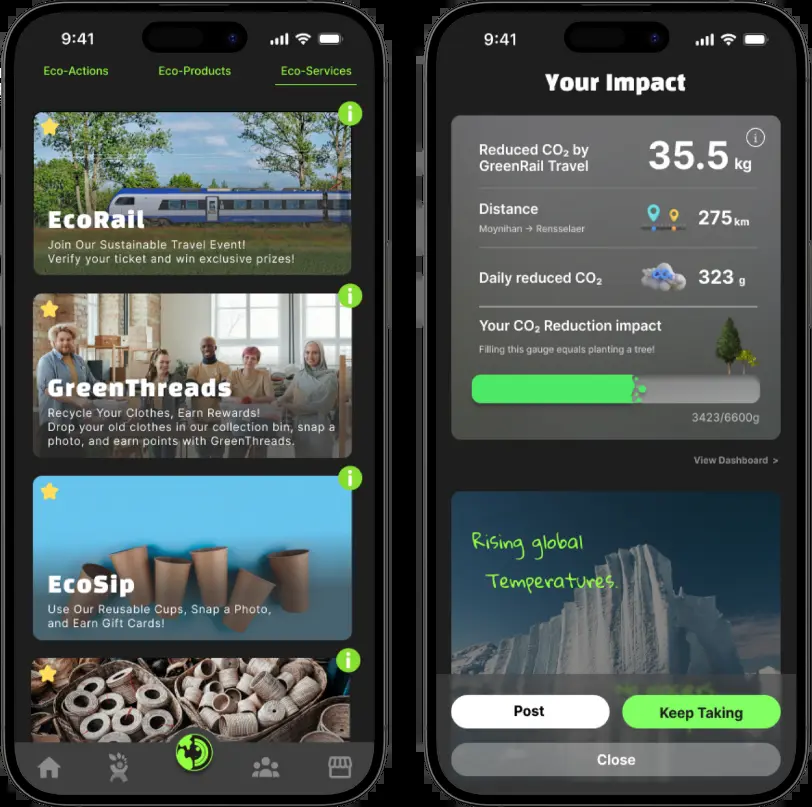 9:41
Eco-Actions Eco-Products Eco-Services
EcoRail
Join Our Sustainable Travel Event!
Verify your ticket and win exclusive prizes!
GreenThreads
Recycle Your Clothes, Earn Rewards!
Drop your old clothes in our collection bin, snap a
photo, and earn points with GreenThreads.
EcoSip
Use Our Reusable Cups, Snap a Photo,
and Earn Gift Cards!
9:41
Your Impact
Reduced CO₂ by
GreenRail Travel
35.5 kg
Distance
Moynihan → Rensselaer
275 km
Daily reduced CO₂
323 g
Your CO₂ Reduction impact
Filling this gauge equals planting a tree!
3423/6600g
View Dashboard >
Rising global
Temperatures.
Post
Keep Taking
Close